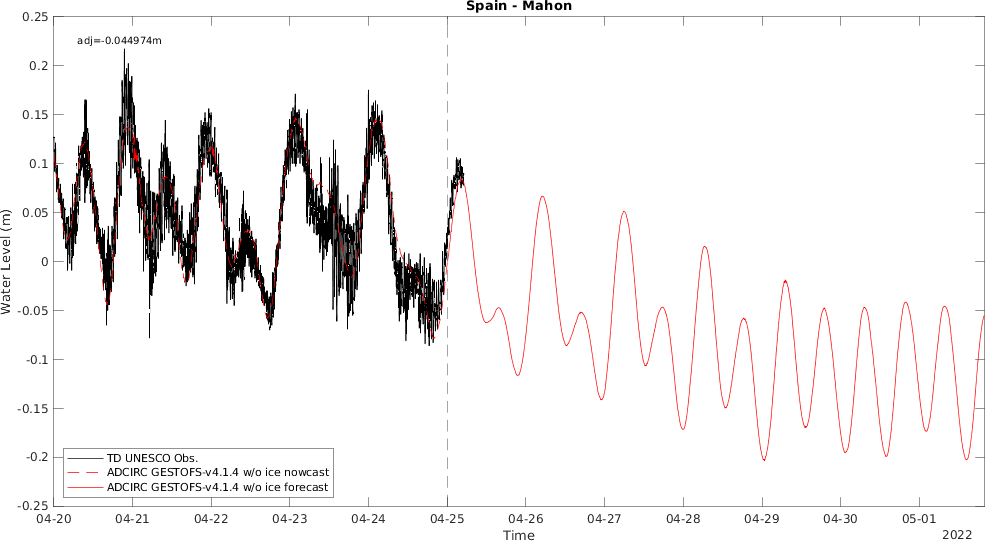 Spain - Mahon
adj=-0.044974m
0.25
0.2
0.15
0.1
0.05
0
-0.05
-0.1
-0.15
-0.2
-0.25
Water Level (m)
TD UNESCO Obs.
ADCIRC GESTOFS-v4.1.4 w/o ice nowcast
ADCIRC GESTOFS-v4.1.4 w/o ice forecast
04-20 04-21 04-22 04-23 04-24 04-25 04-26 04-27 04-28 04-29 04-30 05-01
Time
2022